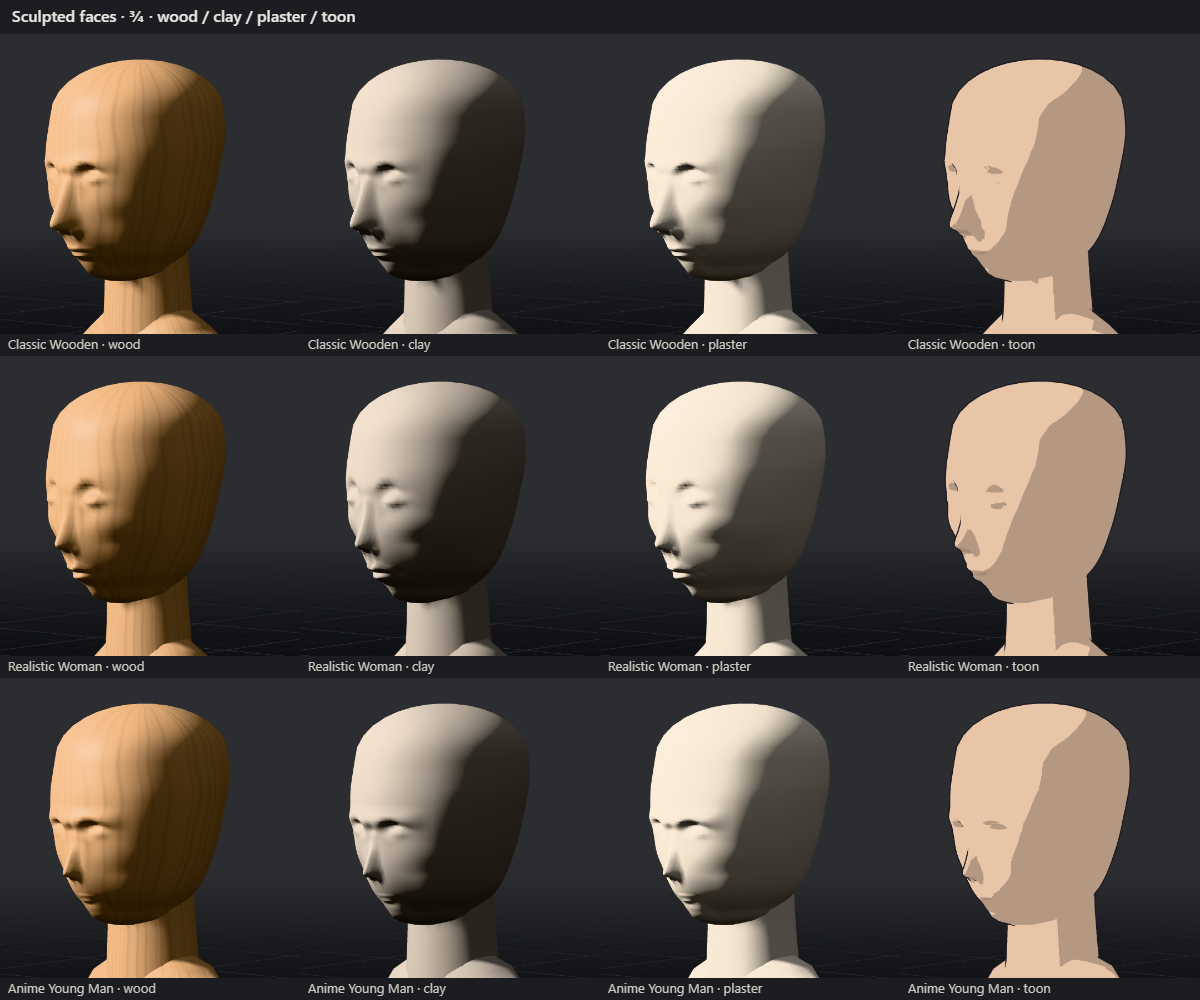 Sculpted faces · ¾ · wood / clay / plaster / toon
Classic Wooden · wood
Classic Wooden · clay
Classic Wooden · plaster
Classic Wooden · toon
Realistic Woman · wood
Realistic Woman · clay
Realistic Woman · plaster
Realistic Woman · toon
Anime Young Man · wood
Anime Young Man · clay
Anime Young Man · plaster
Anime Young Man · toon